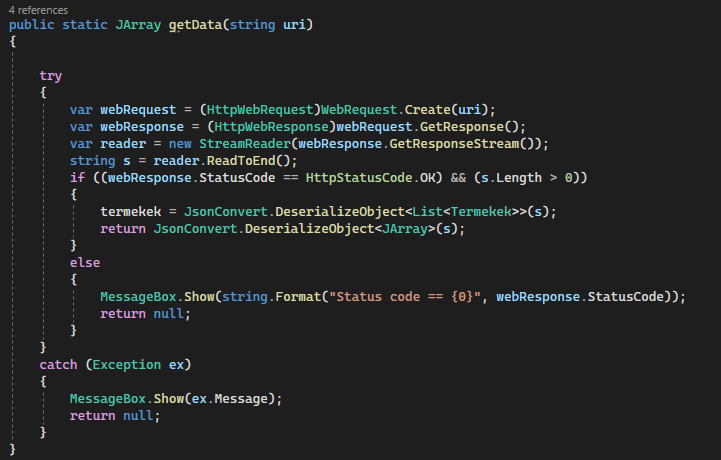 4 references
public static JArray getData(string uri)
{
try
{
var webRequest = (HttpWebRequest)WebRequest.Create(uri);
var webResponse = (HttpWebResponse)webRequest.GetResponse();
var reader = new StreamReader(webResponse.GetResponseStream());
string s = reader.ReadToEnd();
if ((webResponse.StatusCode == HttpStatusCode.OK) && (s.Length > 0))
{
termekek = JsonConvert.DeserializeObject<List<Termekek>>(s);
return JsonConvert.DeserializeObject<JArray>(s);
}
else
{
MessageBox.Show(string.Format("Status code == {0}", webResponse.StatusCode));
return null;
}
}
catch (Exception ex)
{
MessageBox.Show(ex.Message);
return null;
}
}